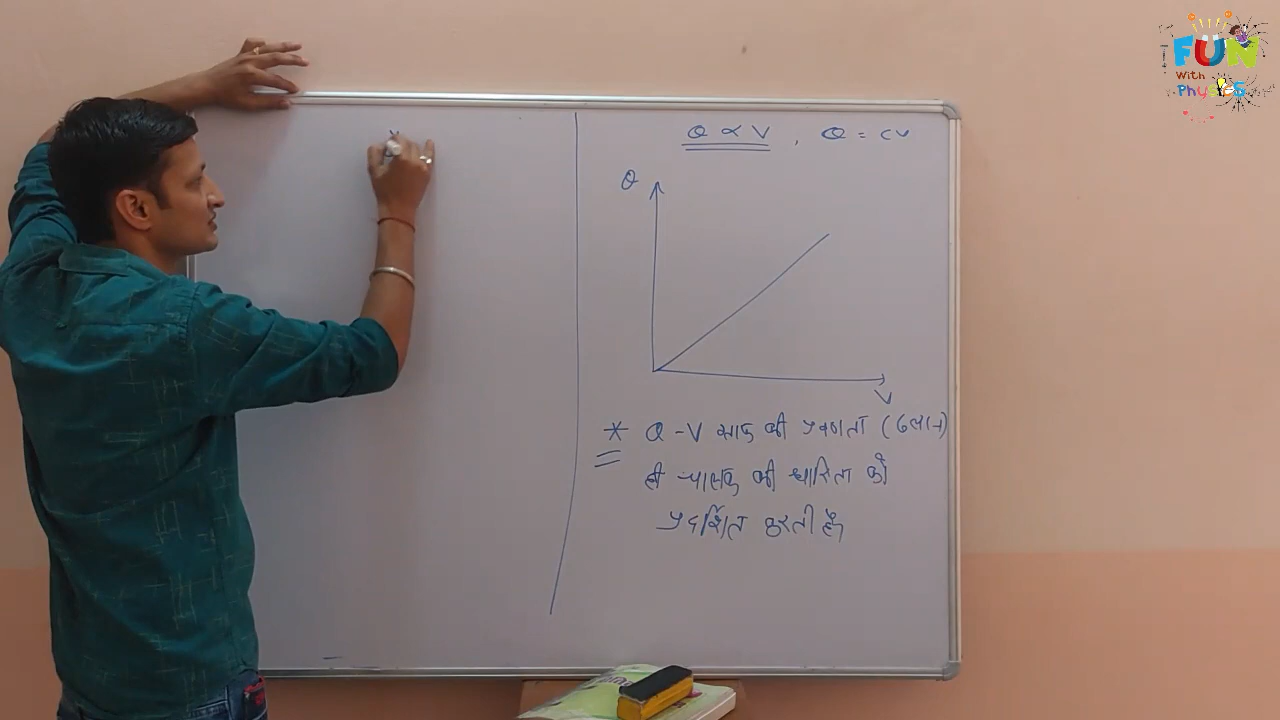 FUN
With
Physics
Q ∝ V , Q = CV
Q
V
* Q - V ग्राफ की प्रवणता (ढलान)
ही चालक की धारिता को
प्रदर्शित करती है